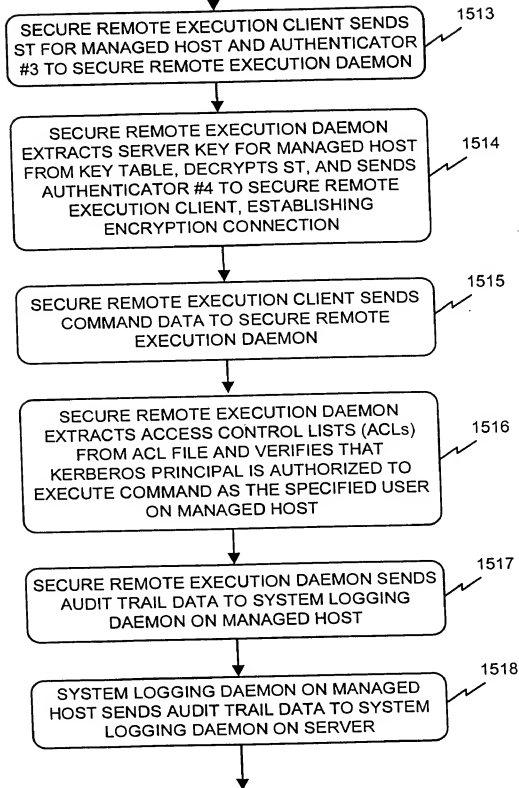 SECURE REMOTE EXECUTION CLIENT SENDS
ST FOR MANAGED HOST AND AUTHENTICATOR
#3 TO SECURE REMOTE EXECUTION DAEMON
1513
SECURE REMOTE EXECUTION DAEMON
EXTRACTS SERVER KEY FOR MANAGED HOST
FROM KEY TABLE, DECRYPTS ST, AND SENDS
AUTHENTICATOR #4 TO SECURE REMOTE
EXECUTION CLIENT, ESTABLISHING
ENCRYPTION CONNECTION
1514
SECURE REMOTE EXECUTION CLIENT SENDS
COMMAND DATA TO SECURE REMOTE
EXECUTION DAEMON
1515
SECURE REMOTE EXECUTION DAEMON
EXTRACTS ACCESS CONTROL LISTS (ACLs)
FROM ACL FILE AND VERIFIES THAT
KERBEROS PRINCIPAL IS AUTHORIZED TO
EXECUTE COMMAND AS THE SPECIFIED USER
ON MANAGED HOST
1516
SECURE REMOTE EXECUTION DAEMON SENDS
AUDIT TRAIL DATA TO SYSTEM LOGGING
DAEMON ON MANAGED HOST
1517
SYSTEM LOGGING DAEMON ON MANAGED
HOST SENDS AUDIT TRAIL DATA TO SYSTEM
LOGGING DAEMON ON SERVER
1518